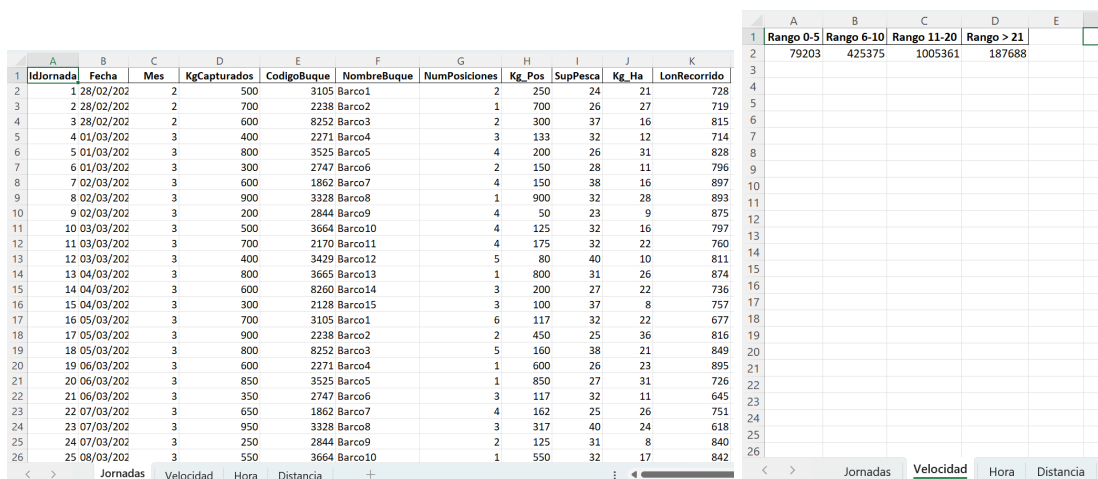 A B C D E F G H I J K
1 IdJornada Fecha Mes KgCapturados CodigoBuque NombreBuque NumPosiciones Kg_Pos SupPesca Kg_Ha LonRecorrido
2 1 28/02/202 2 500 3105 Barco1 2 250 24 21 728
3 2 28/02/202 2 700 2238 Barco2 1 700 26 27 719
4 3 28/02/202 2 600 8252 Barco3 2 300 37 16 815
5 4 01/03/202 3 400 2271 Barco4 3 133 32 12 714
6 5 01/03/202 3 800 3525 Barco5 4 200 26 31 828
7 6 01/03/202 3 300 2747 Barco6 2 150 28 11 796
8 7 02/03/202 3 600 1862 Barco7 4 150 38 16 897
9 8 02/03/202 3 900 3328 Barco8 1 900 32 28 893
10 9 02/03/202 3 200 2844 Barco9 4 50 23 9 875
11 10 03/03/202 3 500 3664 Barco10 4 125 32 16 797
12 11 03/03/202 3 700 2170 Barco11 4 175 32 22 760
13 12 03/03/202 3 400 3429 Barco12 5 80 40 10 811
14 13 04/03/202 3 800 3665 Barco13 1 800 31 26 874
15 14 04/03/202 3 600 8260 Barco14 3 200 27 22 736
16 15 04/03/202 3 300 2128 Barco15 3 100 37 8 757
17 16 05/03/202 3 700 3105 Barco1 6 117 32 22 677
18 17 05/03/202 3 900 2238 Barco2 2 450 25 36 816
19 18 05/03/202 3 800 8252 Barco3 5 160 38 21 849
20 19 06/03/202 3 600 2271 Barco4 1 600 26 23 895
21 20 06/03/202 3 850 3525 Barco5 1 850 27 31 726
22 21 06/03/202 3 350 2747 Barco6 3 117 32 11 645
23 22 07/03/202 3 650 1862 Barco7 4 162 25 26 751
24 23 07/03/202 3 950 3328 Barco8 3 317 40 24 618
25 24 07/03/202 3 250 2844 Barco9 2 125 31 8 840
26 25 08/03/202 3 550 3664 Barco10 1 550 32 17 842
Jornadas Velocidad Hora Distancia +
A B C D E
1 Rango 0-5 Rango 6-10 Rango 11-20 Rango > 21
2 79203 425375 1005361 187688
3
4
5
6
7
8
9
10
11
12
13
14
15
16
17
18
19
20
21
22
23
24
25
26
Jornadas Velocidad Hora Distancia